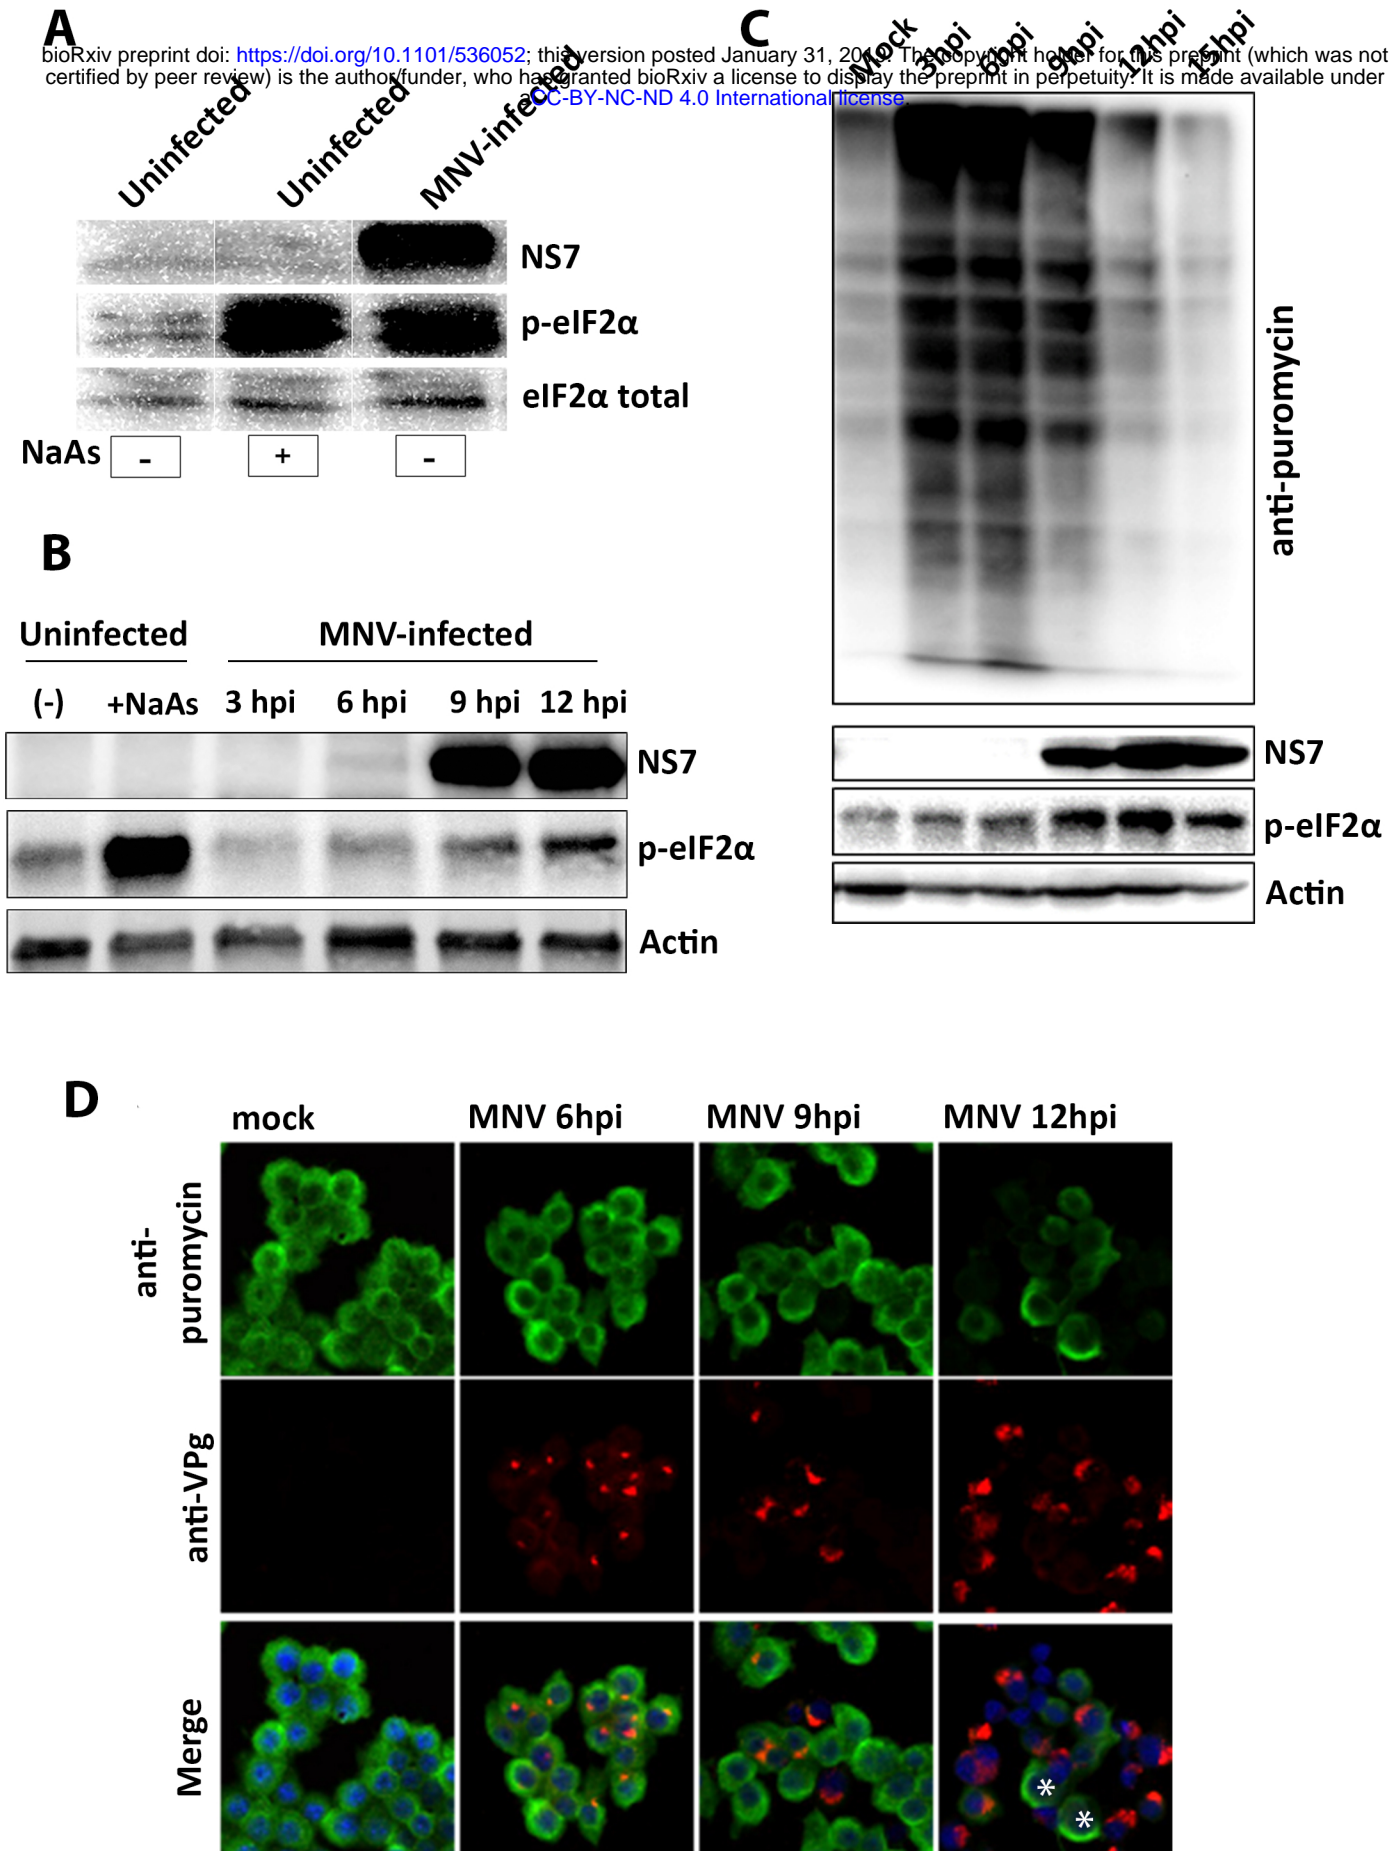 A
C
bioRxiv preprint doi: https://doi.org/10.1101/536052; this version posted January 31, 2019. The copyright holder for this preprint (which was not
certified by peer review) is the author/funder, who has granted bioRxiv a license to display the preprint in perpetuity. It is made available under
aCC-BY-NC-ND 4.0 International license.
Uninfected
Uninfected
MNV-infected
NS7
p-eIF2α
eIF2α total
NaAs - + -
Mock 3hpi 6hpi 9hpi 12hpi 15hpi
anti-puromycin
NS7
p-eIF2α
Actin
B
Uninfected MNV-infected
(-) +NaAs 3 hpi 6 hpi 9 hpi 12 hpi
NS7
p-eIF2α
Actin
D
mock MNV 6hpi MNV 9hpi MNV 12hpi
anti-
puromycin
anti-VPg
Merge
*
*